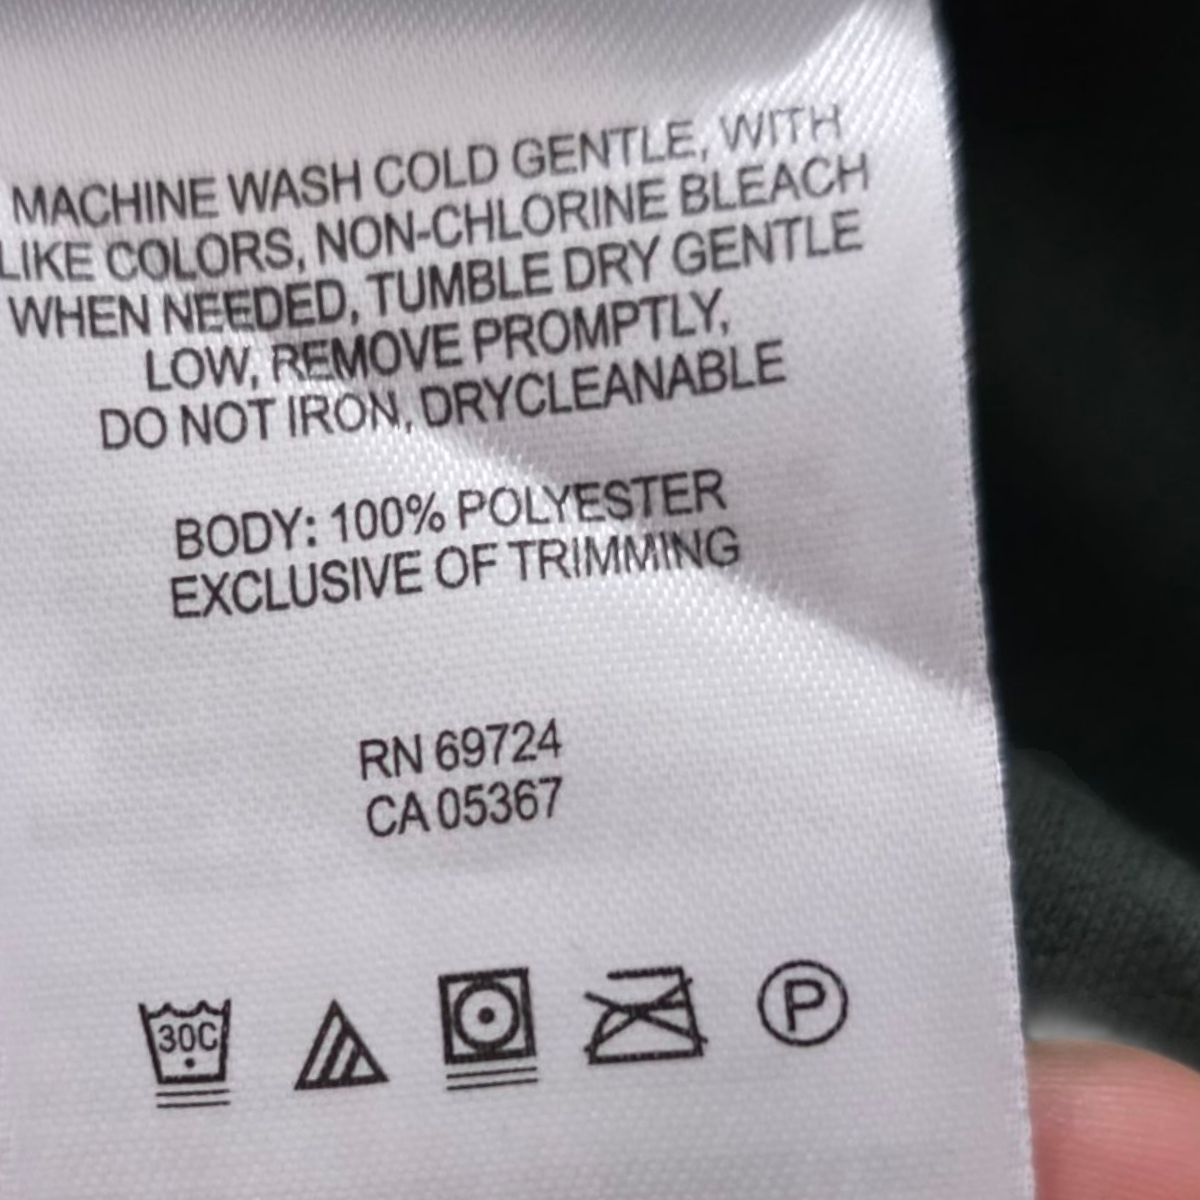 MACHINE WASH COLD GENTLE, WITH
LIKE COLORS, NON-CHLORINE BLEACH
WHEN NEEDED, TUMBLE DRY GENTLE
LOW, REMOVE PROMPTLY,
DO NOT IRON, DRYCLEANABLE
BODY: 100% POLYESTER
EXCLUSIVE OF TRIMMING
RN 69724
CA 05367
30C P